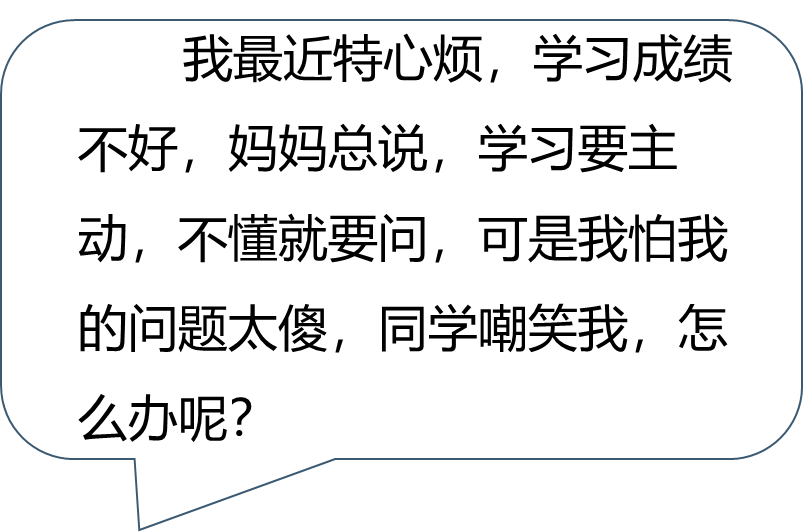 我最近特心烦，学习成绩
不好，妈妈总说，学习要主
动，不懂就要问，可是我怕我
的问题太傻，同学嘲笑我，怎
么办呢？